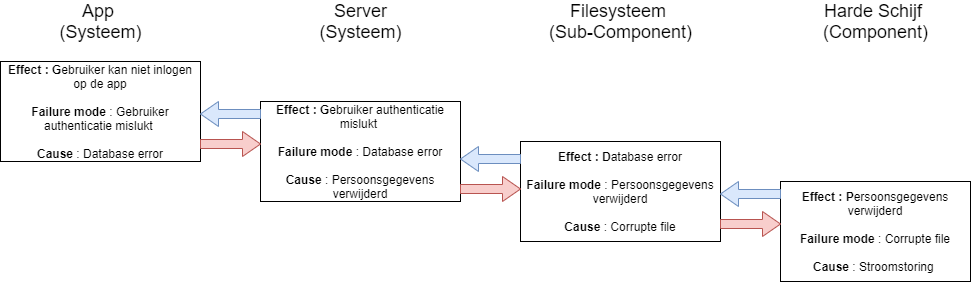 App
(Systeem)
Server
(Systeem)
Filesysteem
(Sub-Component)
Harde Schijf
(Component)
Effect : Gebruiker kan niet inlogen
op de app
Failure mode : Gebruiker
authenticatie mislukt
Cause : Database error
Effect : Gebruiker authenticatie
mislukt
Failure mode : Database error
Cause : Persoonsgegevens
verwijderd
Effect : Database error
Failure mode : Persoonsgegevens
verwijderd
Cause : Corrupte file
Effect : Persoonsgegevens
verwijderd
Failure mode : Corrupte file
Cause : Stroomstoring